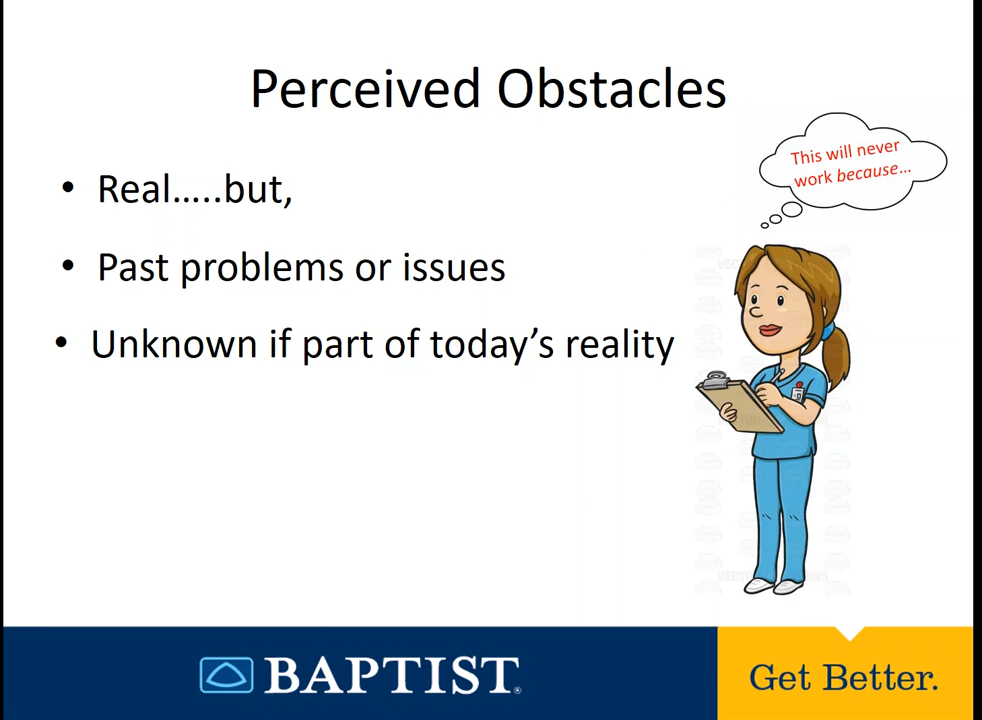 Perceived Obstacles
This will never
work because...
• Real.....but,
• Past problems or issues
• Unknown if part of today’s reality
BAPTIST®
Get Better.